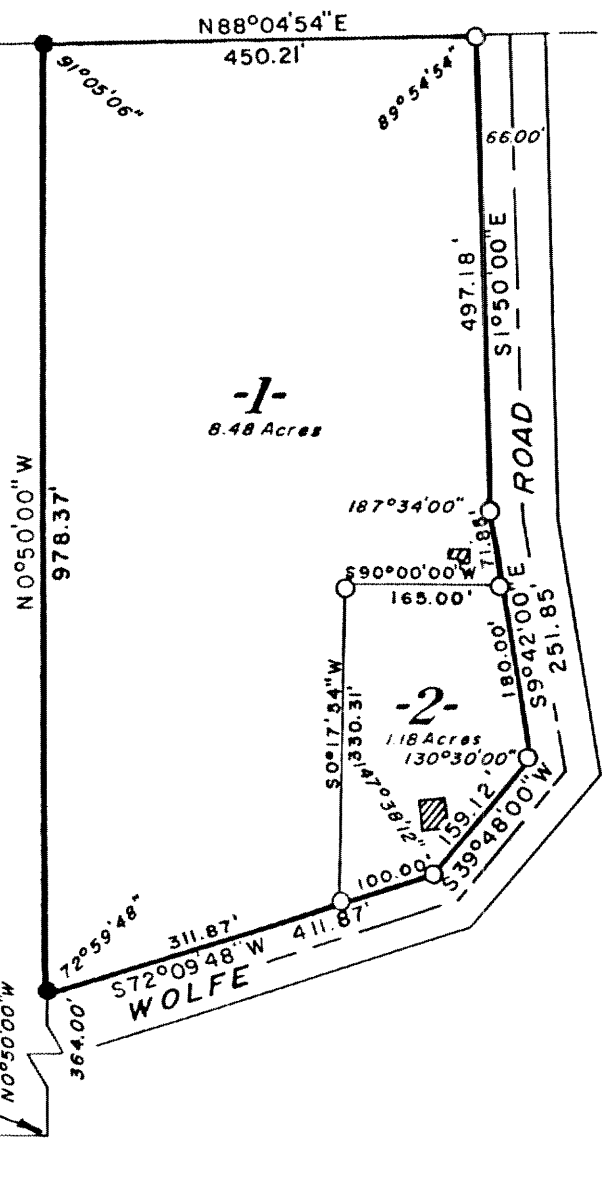 N88°04'54"E
450.21'
91°05'06"
89°54'54"
66.00'
497.18'
S1°50'00"E
-1-
8.48 Acres
ROAD
N0°50'00"W
978.37'
187°34'00"
71.85'
S90°00'00"W
165.00'
E
180.00'
S9°42'00"
251.85'
S0°17'54"W
330.31'
-2-
1.18 Acres
130°30'00"
147°38'12"
159.12'
S39°48'00"W
100.00'
72°59'48"
311.87'
411.87'
S72°09'48"W
WOLFE
N0°50'00"W
364.00'